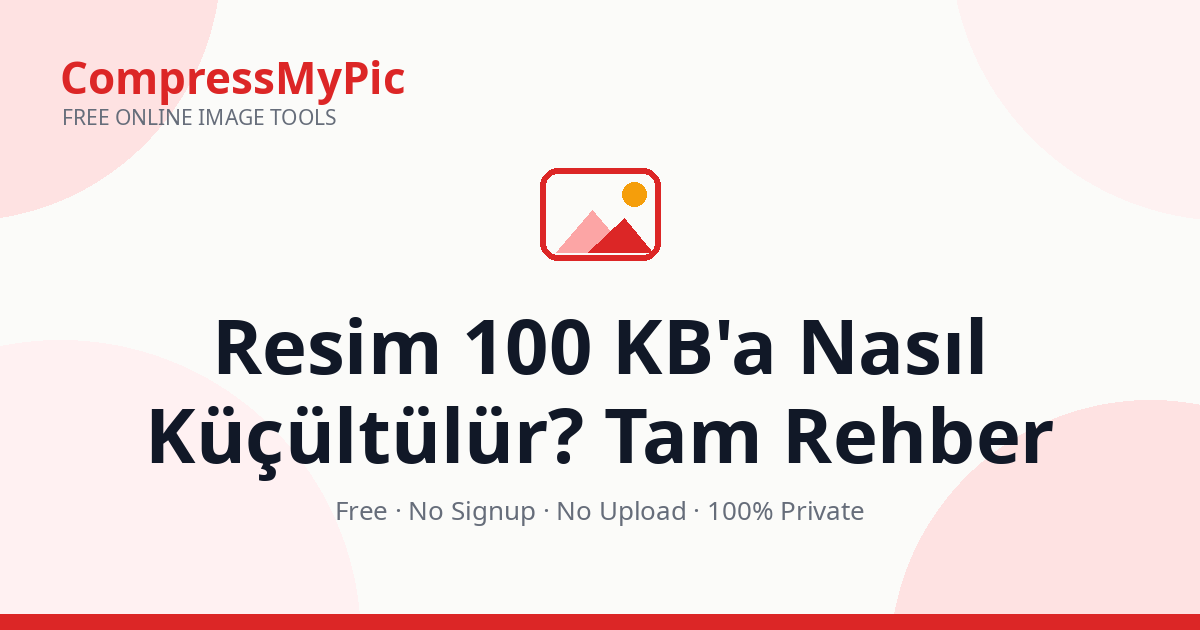 CompressMyPic
FREE ONLINE IMAGE TOOLS
Resim 100 KB'a Nasıl
Küçültülür? Tam Rehber
Free · No Signup · No Upload · 100% Private